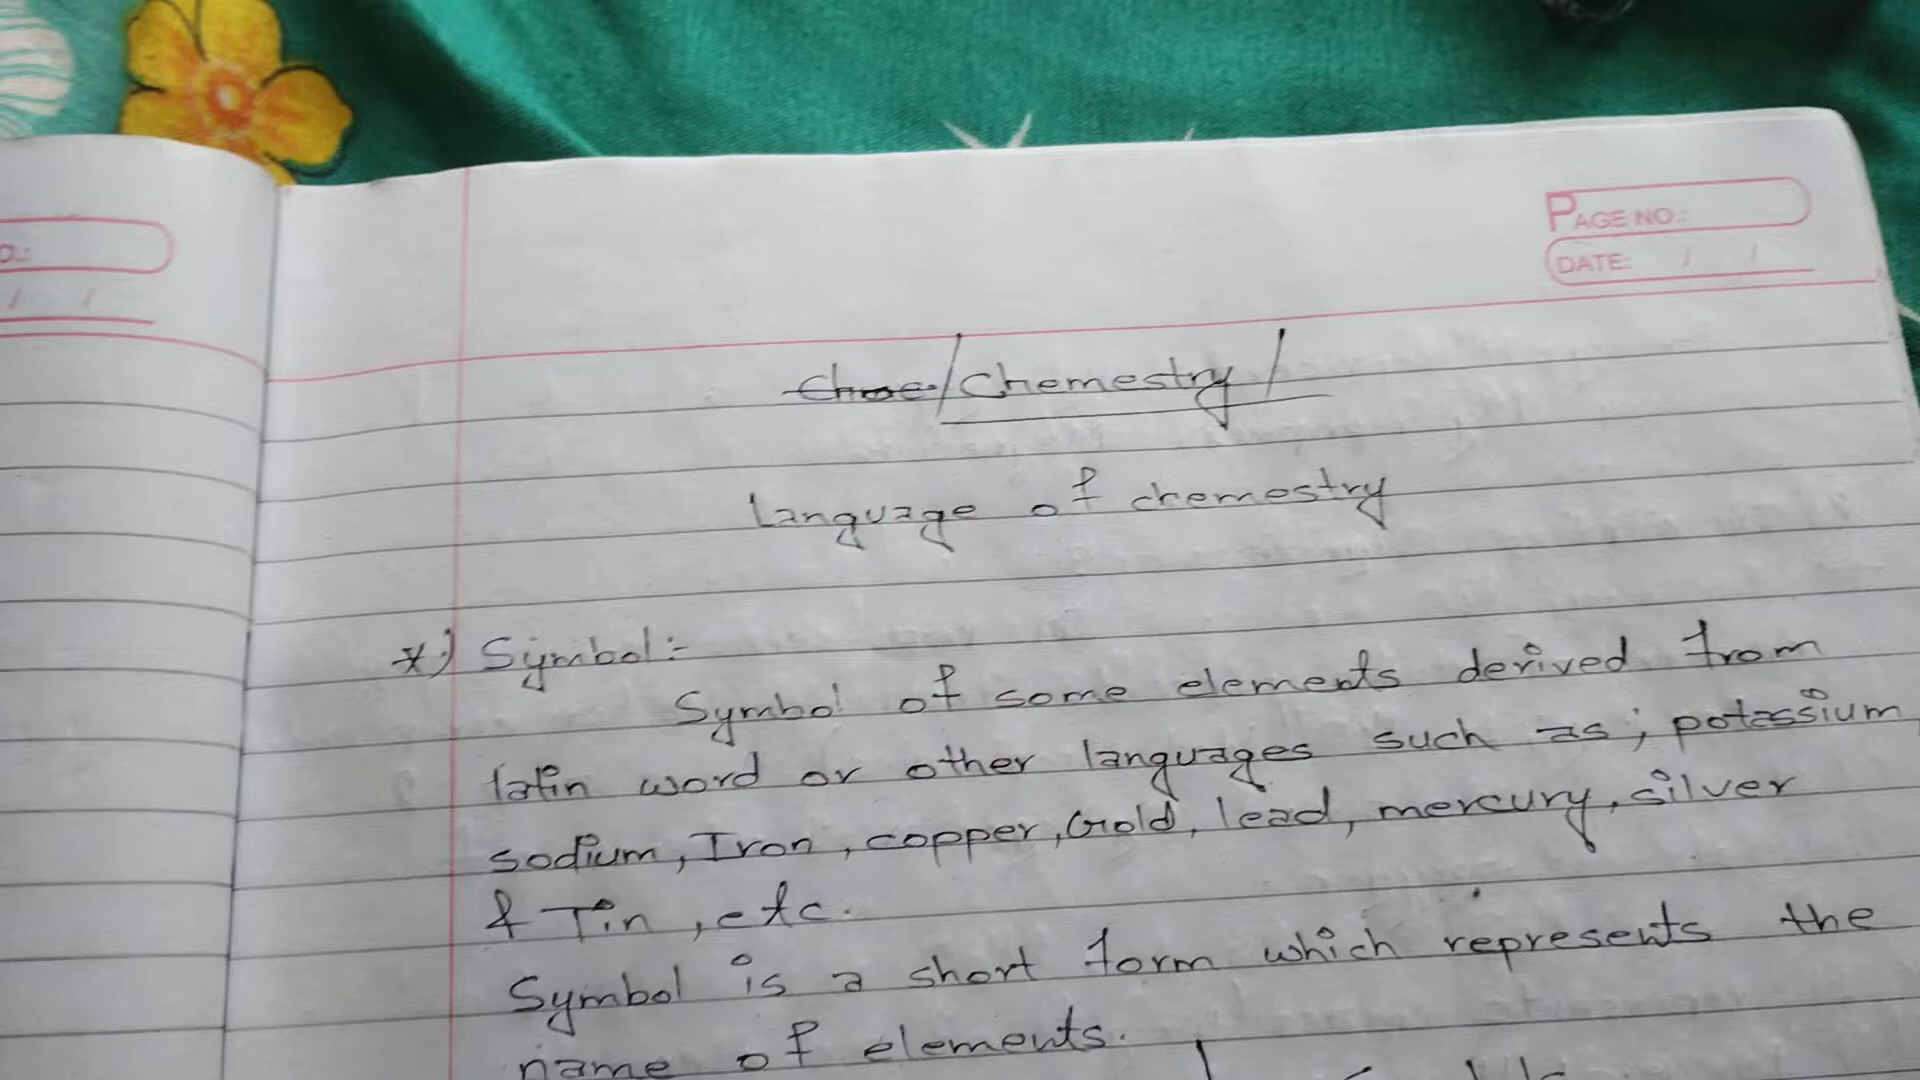 O.:
/ /
PAGE NO.:
DATE: / /
/Chemestry/
Language of chemestry
*) Symbol:-
Symbol of some elements derived from
latin word or other languages such as; potassium
sodium, Iron, copper, Gold, lead, mercury, silver
& Tin, etc.
Symbol is a short form which represents the
name of elements.